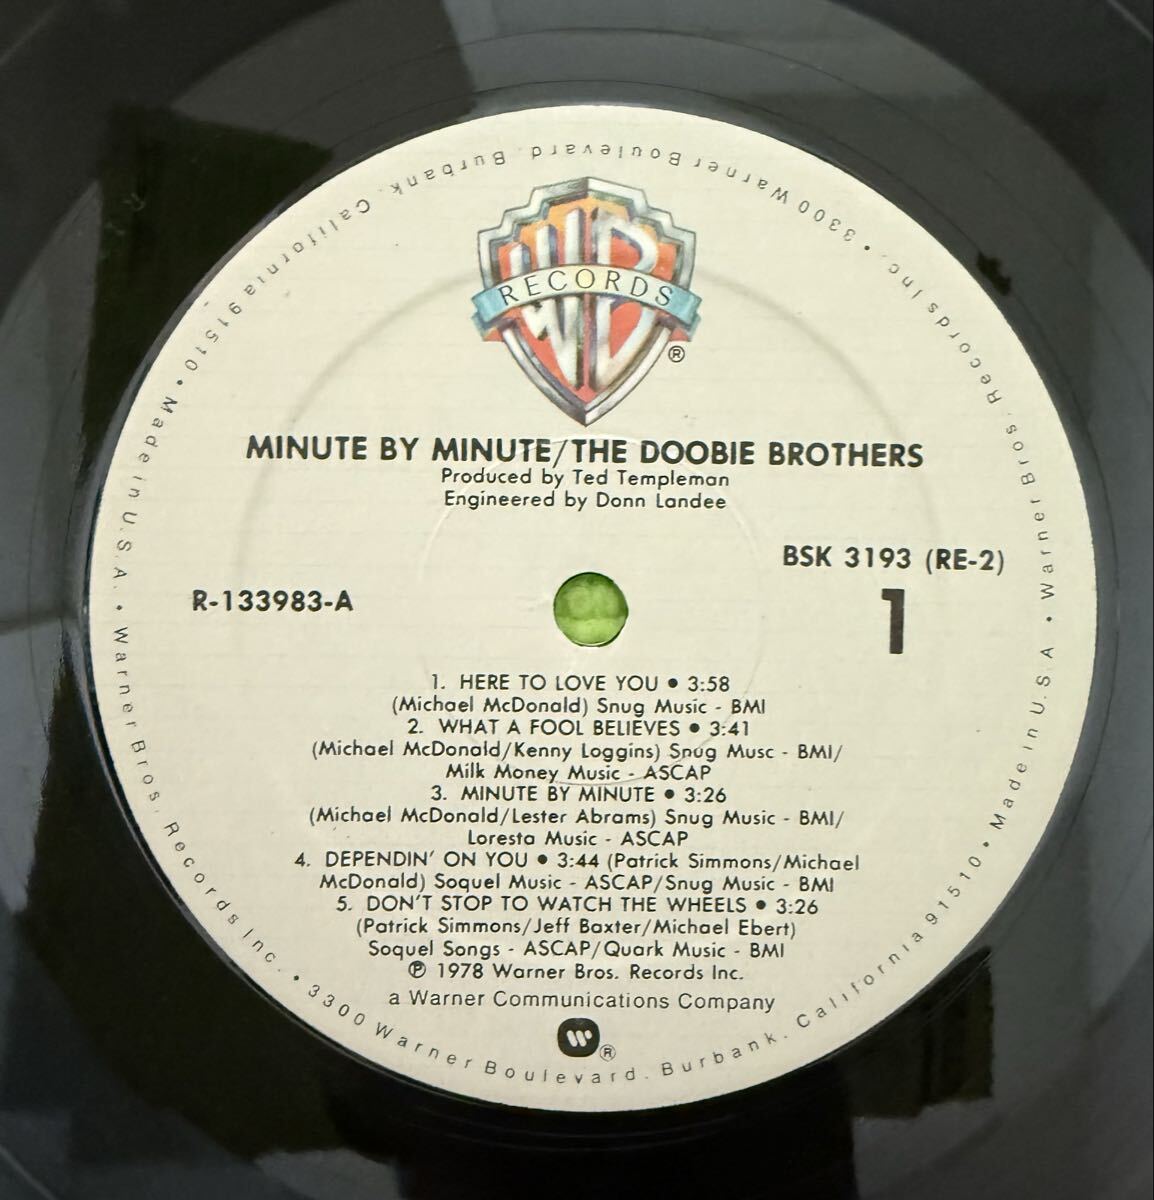 WB
RECORDS
®
MINUTE BY MINUTE/THE DOOBIE BROTHERS
Produced by Ted Templeman
Engineered by Donn Landee
BSK 3193 (RE-2)
R-133983-A
1
1. HERE TO LOVE YOU • 3:58
(Michael McDonald) Snug Music - BMI
2. WHAT A FOOL BELIEVES • 3:41
(Michael McDonald/Kenny Loggins) Snug Musc - BMI/
Milk Money Music - ASCAP
3. MINUTE BY MINUTE • 3:26
(Michael McDonald/Lester Abrams) Snug Music - BMI/
Loresta Music - ASCAP
4. DEPENDIN' ON YOU • 3:44 (Patrick Simmons/Michael
McDonald) Soquel Music - ASCAP/Snug Music - BMI
5. DON'T STOP TO WATCH THE WHEELS • 3:26
(Patrick Simmons/Jeff Baxter/Michael Ebert)
Soquel Songs - ASCAP/Quark Music - BMI
℗ 1978 Warner Bros. Records Inc.
a Warner Communications Company
®
Warner Bros. Records Inc. • 3300 Warner Boulevard. Burbank. California 91510 • Made in U.S.A. •
Warner Bros. Records Inc. • 3300 Warner Boulevard. Burbank. California 91510 • Made in U.S.A. •